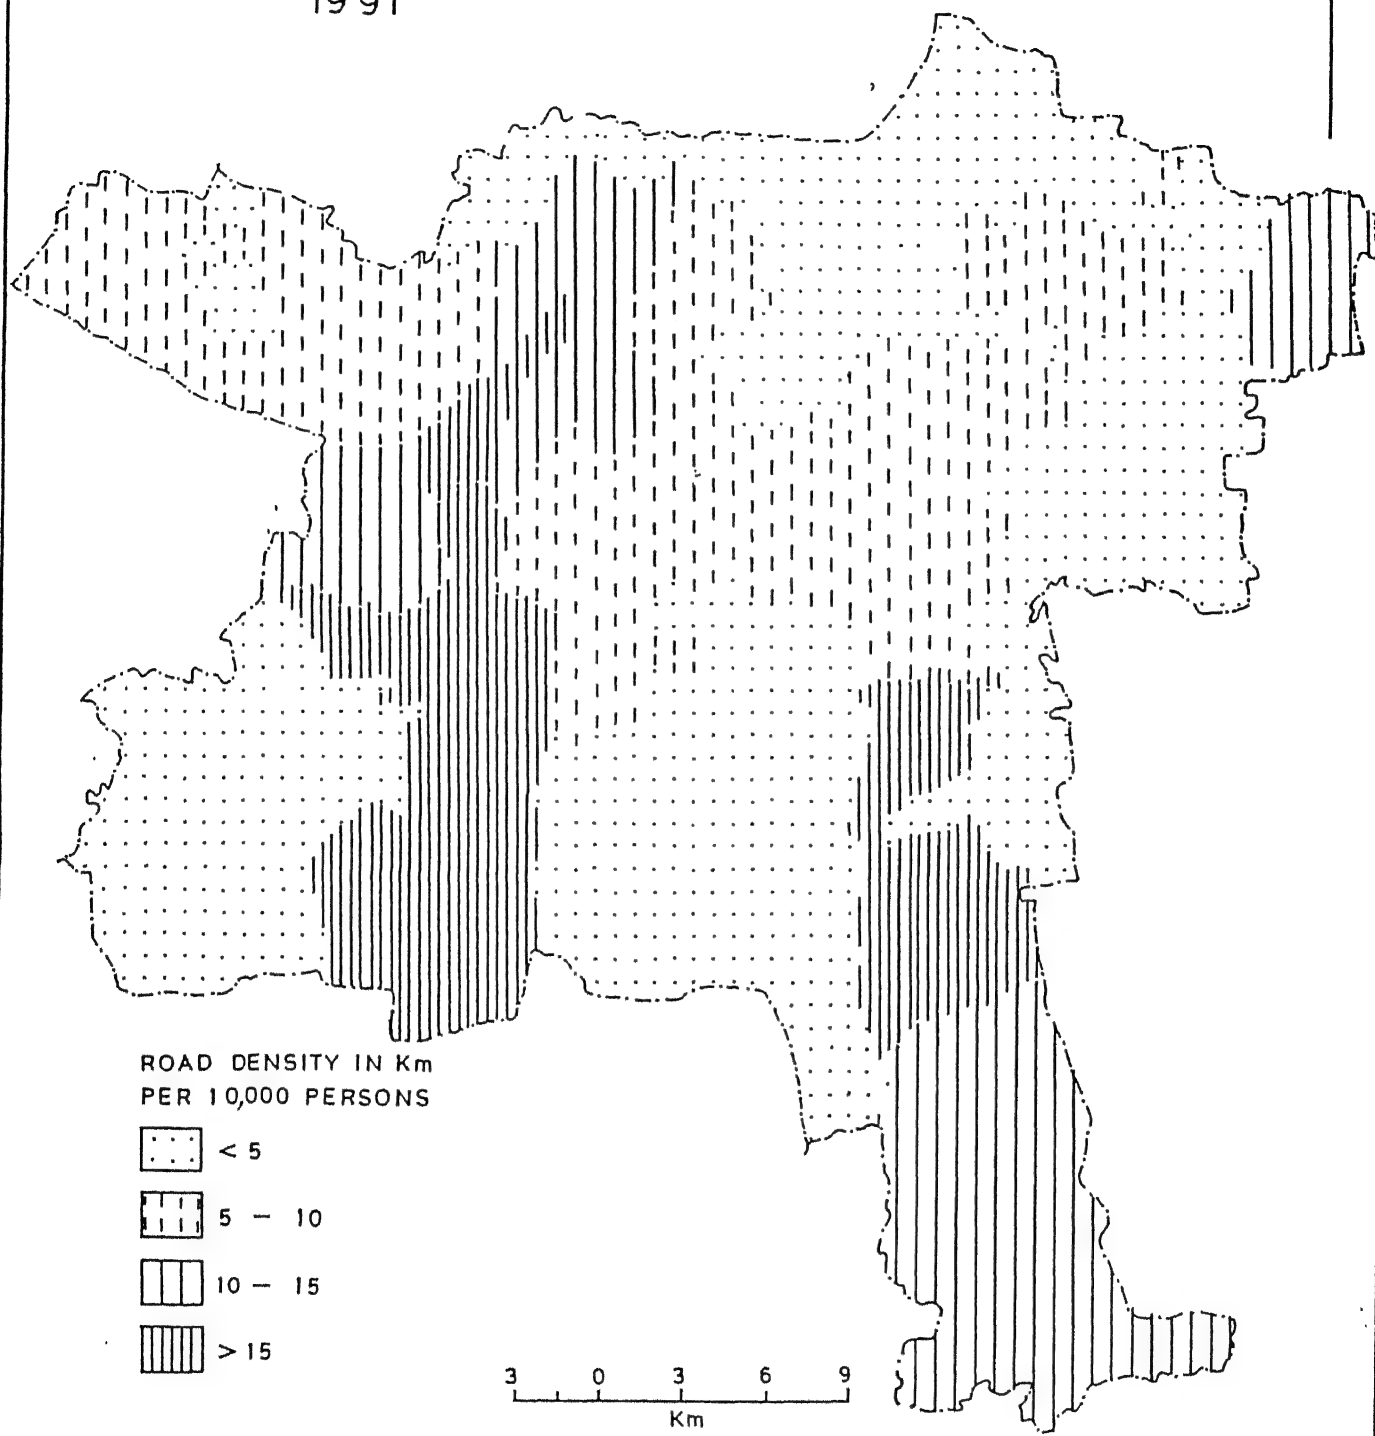 1991
ROAD DENSITY IN Km
PER 10,000 PERSONS
< 5
5 – 10
10 – 15
> 15
3 0 3 6 9
Km